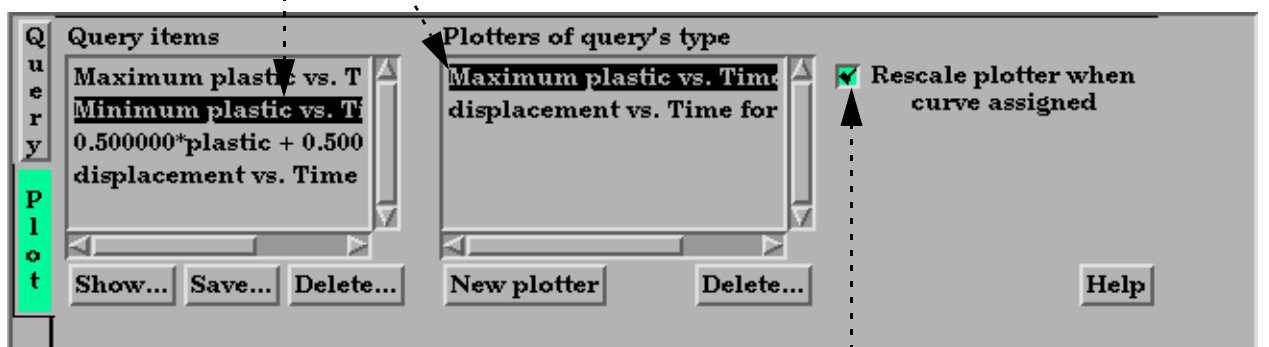 Query
Plot
Query items
Maximum plastic vs. T
Minimum plastic vs. Ti
0.500000*plastic + 0.500
displacement vs. Time
Show... Save... Delete...
Plotters of query's type
Maximum plastic vs. Time
displacement vs. Time for
New plotter Delete...
Rescale plotter when
curve assigned
Help